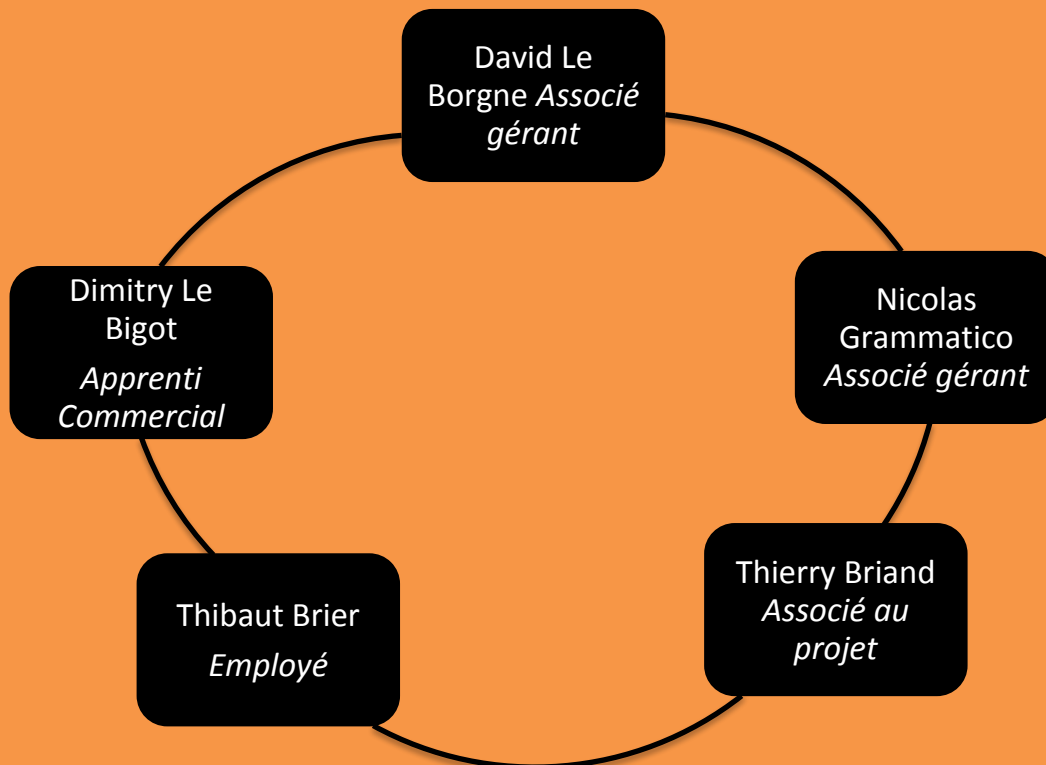 David Le
Borgne Associé
gérant
Nicolas
Grammatico
Associé gérant
Thierry Briand
Associé au
projet
Thibaut Brier
Employé
Dimitry Le
Bigot
Apprenti
Commercial